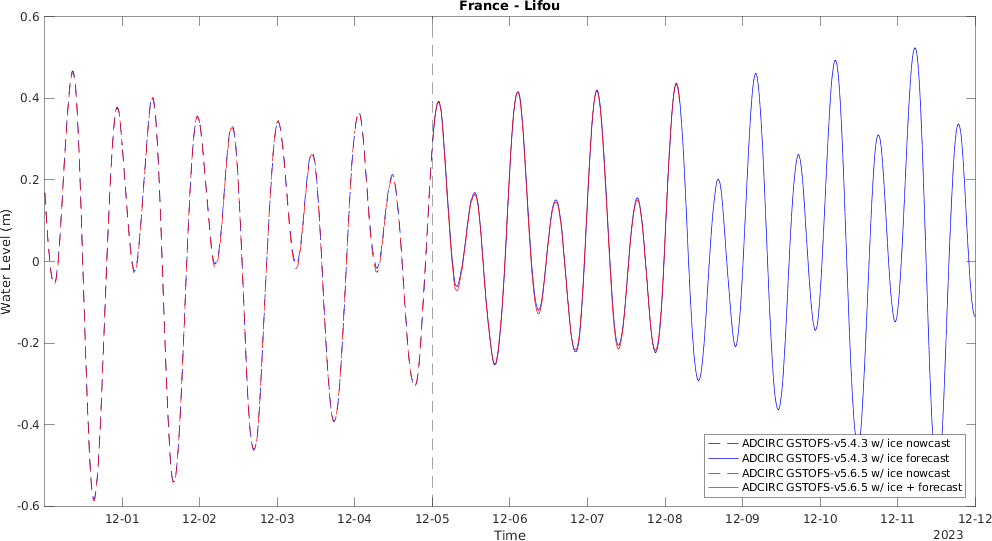 France - Lifou
0.6
0.4
0.2
0
-0.2
-0.4
-0.6
Water Level (m)
ADCIRC GSTOFS-v5.4.3 w/ ice nowcast
ADCIRC GSTOFS-v5.4.3 w/ ice forecast
ADCIRC GSTOFS-v5.6.5 w/ ice nowcast
ADCIRC GSTOFS-v5.6.5 w/ ice + forecast
12-01 12-02 12-03 12-04 12-05 12-06 12-07 12-08 12-09 12-10 12-11 12-12
Time
2023